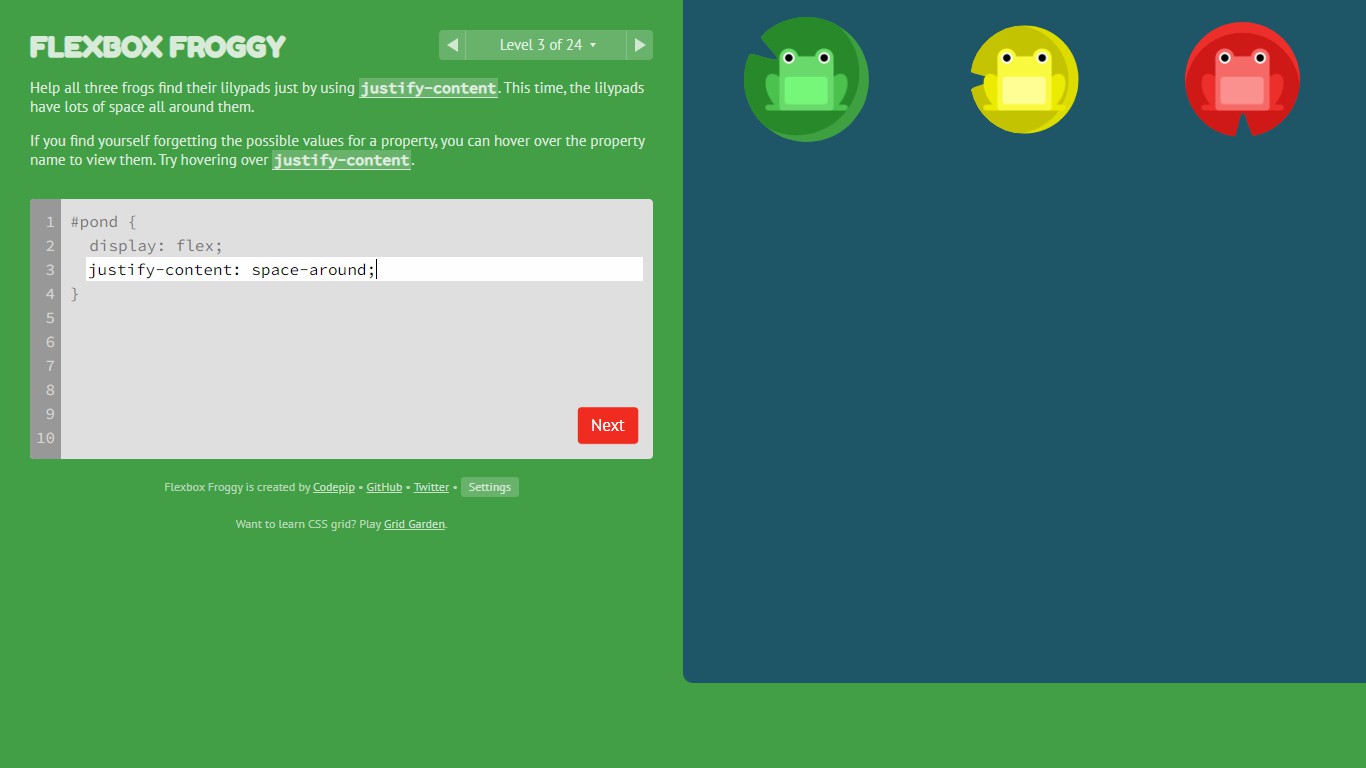 FLEXBOX FROGGY
Level 3 of 24
Help all three frogs find their lilypads just by using justify-content. This time, the lilypads
have lots of space all around them.
If you find yourself forgetting the possible values for a property, you can hover over the property
name to view them. Try hovering over justify-content.
1 #pond {
2 display: flex;
3 justify-content: space-around;
4 }
5
6
7
8
9
10
Next
Flexbox Froggy is created by Codepip • GitHub • Twitter • Settings
Want to learn CSS grid? Play Grid Garden.